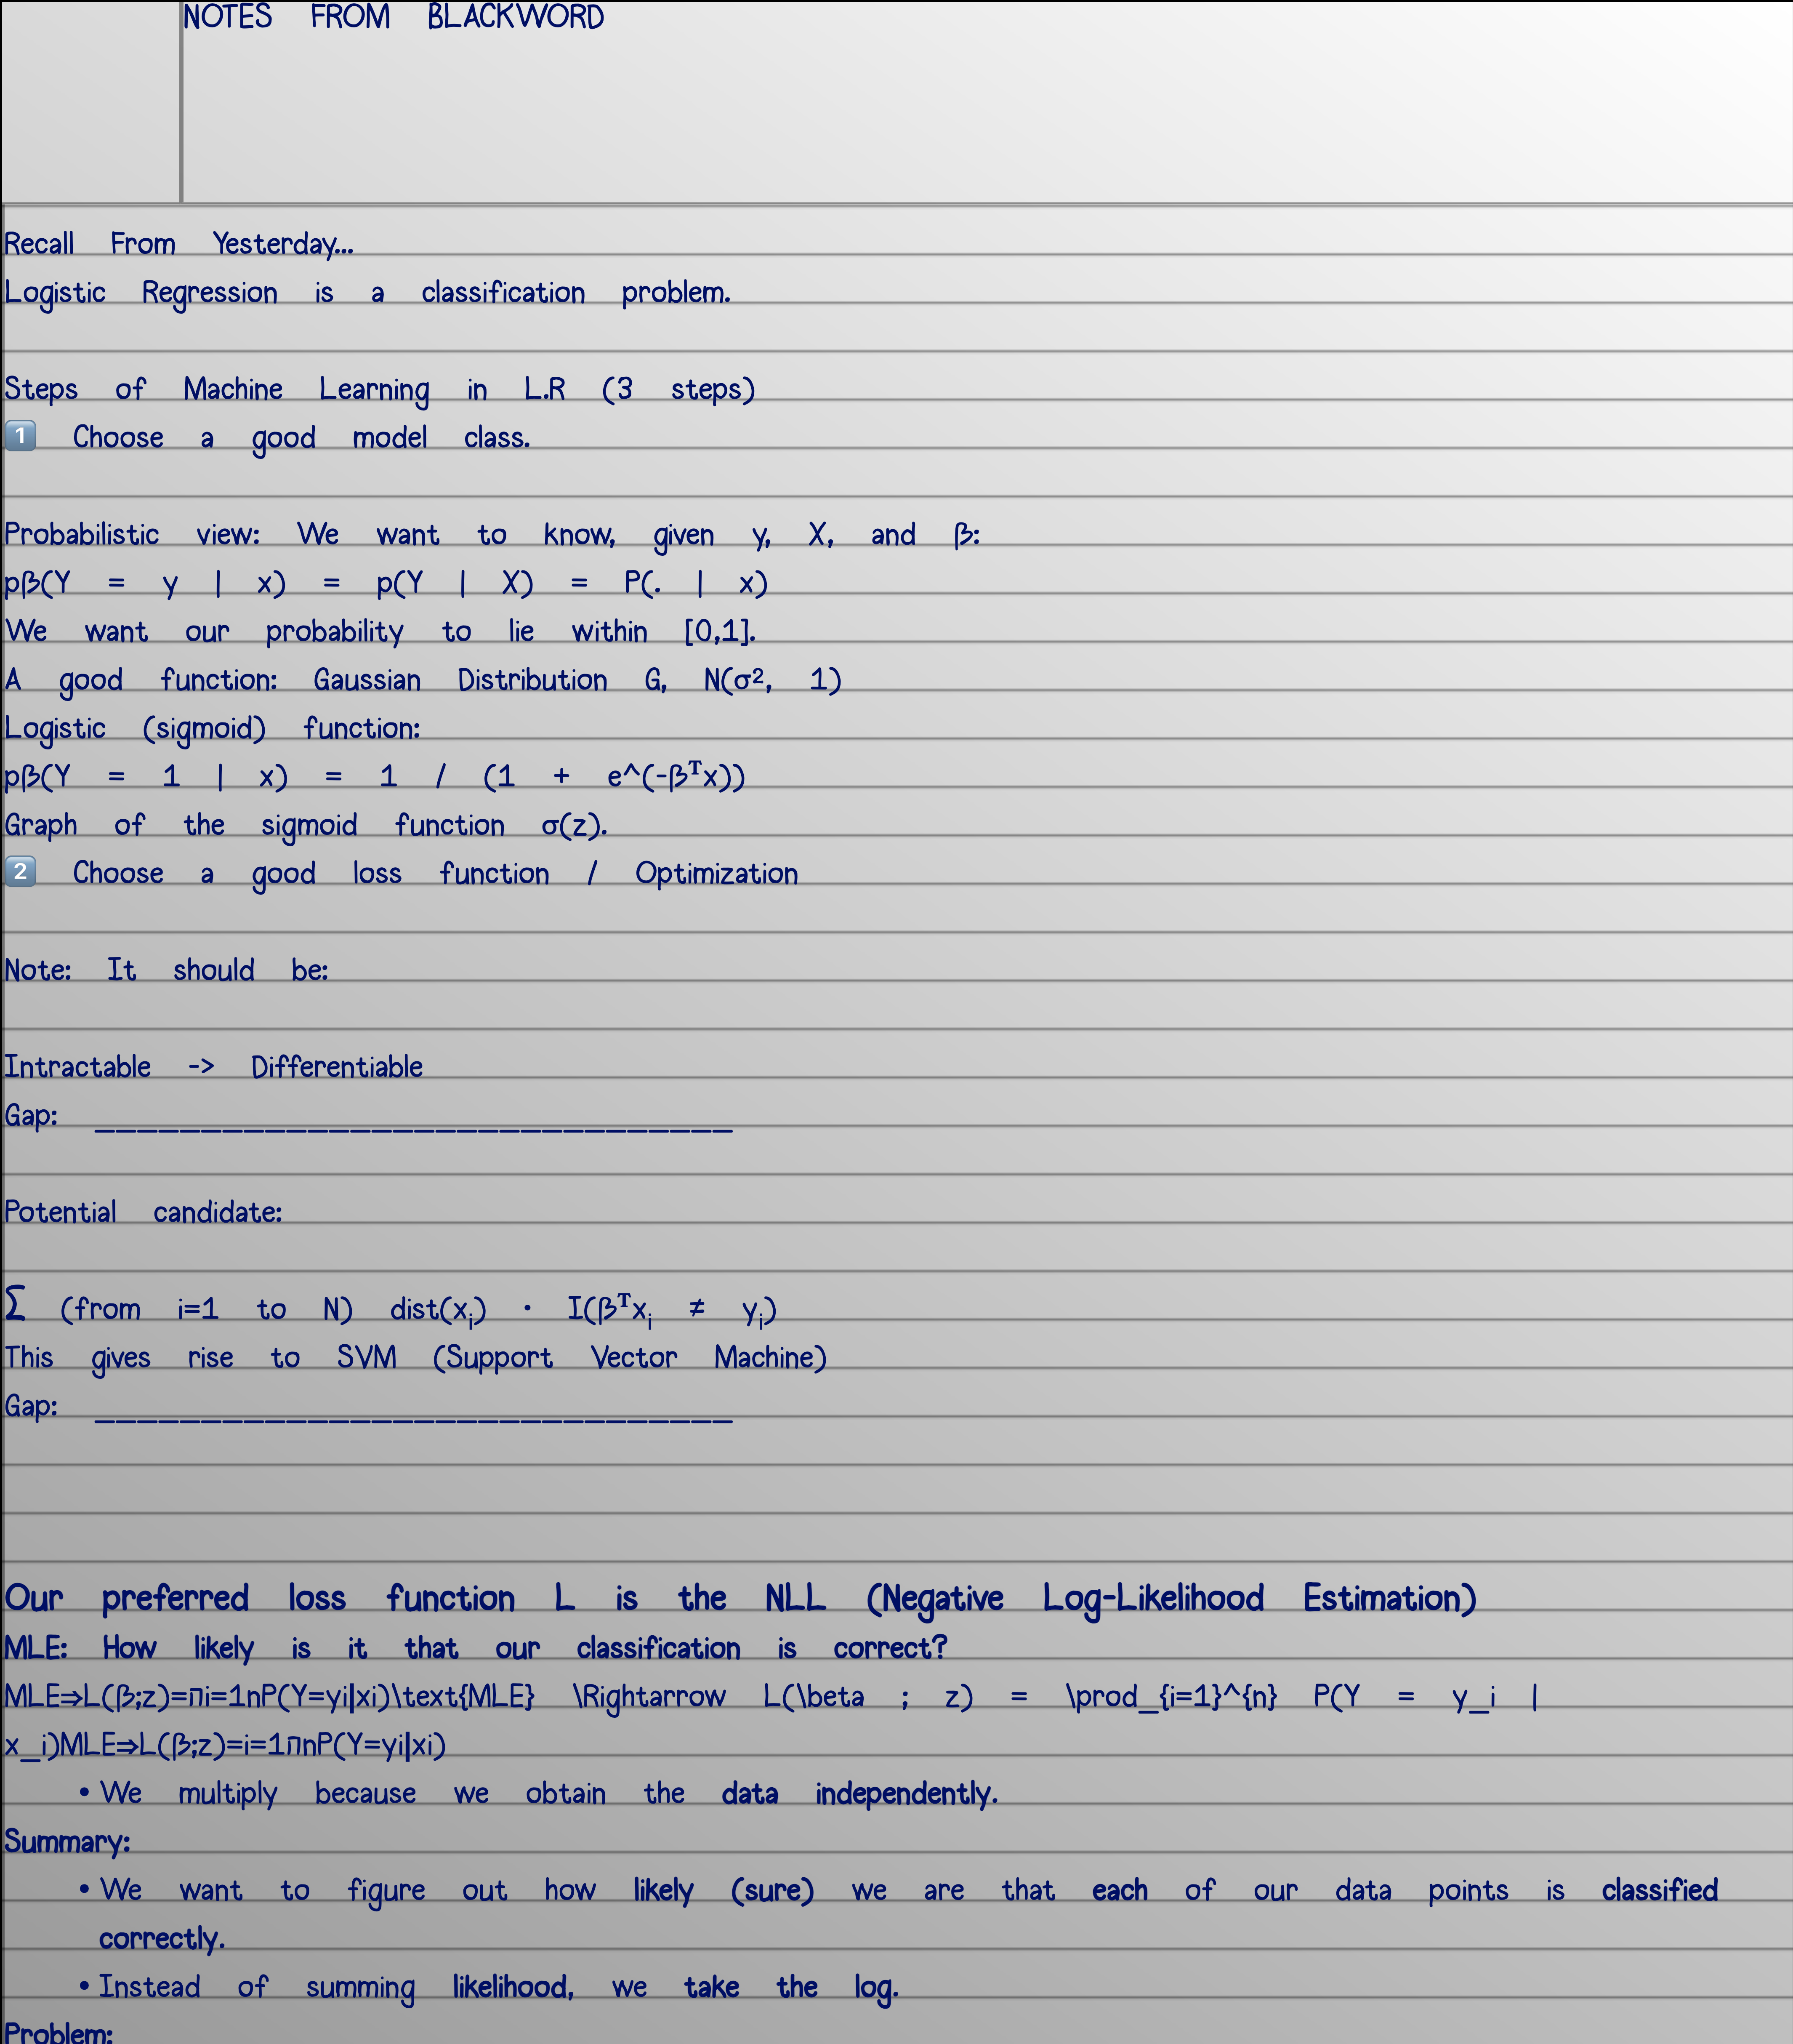 NOTES FROM BLACKWORD
Recall From Yesterday...
Logistic Regression is a classification problem.
Steps of Machine Learning in L.R (3 steps)
1 Choose a good model class.
Probabilistic view: We want to know, given y, X, and β:
pβ(Y = y | x) = p(Y | X) = P(. | x)
We want our probability to lie within [0,1].
A good function: Gaussian Distribution G, N(σ², 1)
Logistic (sigmoid) function:
pβ(Y = 1 | x) = 1 / (1 + e^(-βᵀx))
Graph of the sigmoid function σ(z).
2 Choose a good loss function / Optimization
Note: It should be:
Intractable -> Differentiable
Gap: ______________________________
Potential candidate:
Σ (from i=1 to N) dist(xᵢ) · I(βᵀxᵢ ≠ yᵢ)
This gives rise to SVM (Support Vector Machine)
Gap: ______________________________
Our preferred loss function L is the NLL (Negative Log-Likelihood Estimation)
MLE: How likely is it that our classification is correct?
MLE⇒L(β;z)=∏i=1nP(Y=yi|xi)\text{MLE} \Rightarrow L(\beta ; z) = \prod_{i=1}^{n} P(Y = y_i |
x_i)MLE⇒L(β;z)=i=1∏nP(Y=yi|xi)
• We multiply because we obtain the data independently.
Summary:
• We want to figure out how likely (sure) we are that each of our data points is classified
correctly.
• Instead of summing likelihood, we take the log.
Problem: